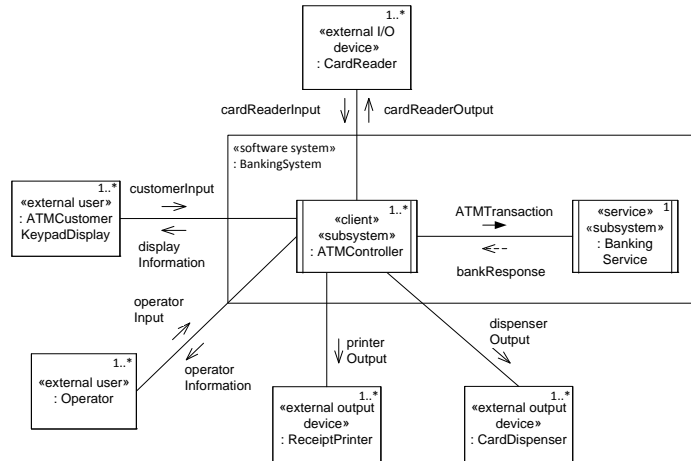 1..*
«external I/O
device»
: CardReader
cardReaderInput
cardReaderOutput
«software system»
: BankingSystem
1..*
«external user»
: ATMCustomer
KeypadDisplay
customerInput
display
Information
1..*
«client»
«subsystem»
: ATMController
ATMTransaction
bankResponse
1
«service»
«subsystem»
: Banking
Service
operator
Input
operator
Information
printer
Output
dispenser
Output
1..*
«external user»
: Operator
1..*
«external output
device»
: ReceiptPrinter
1..*
«external output
device»
: CardDispenser